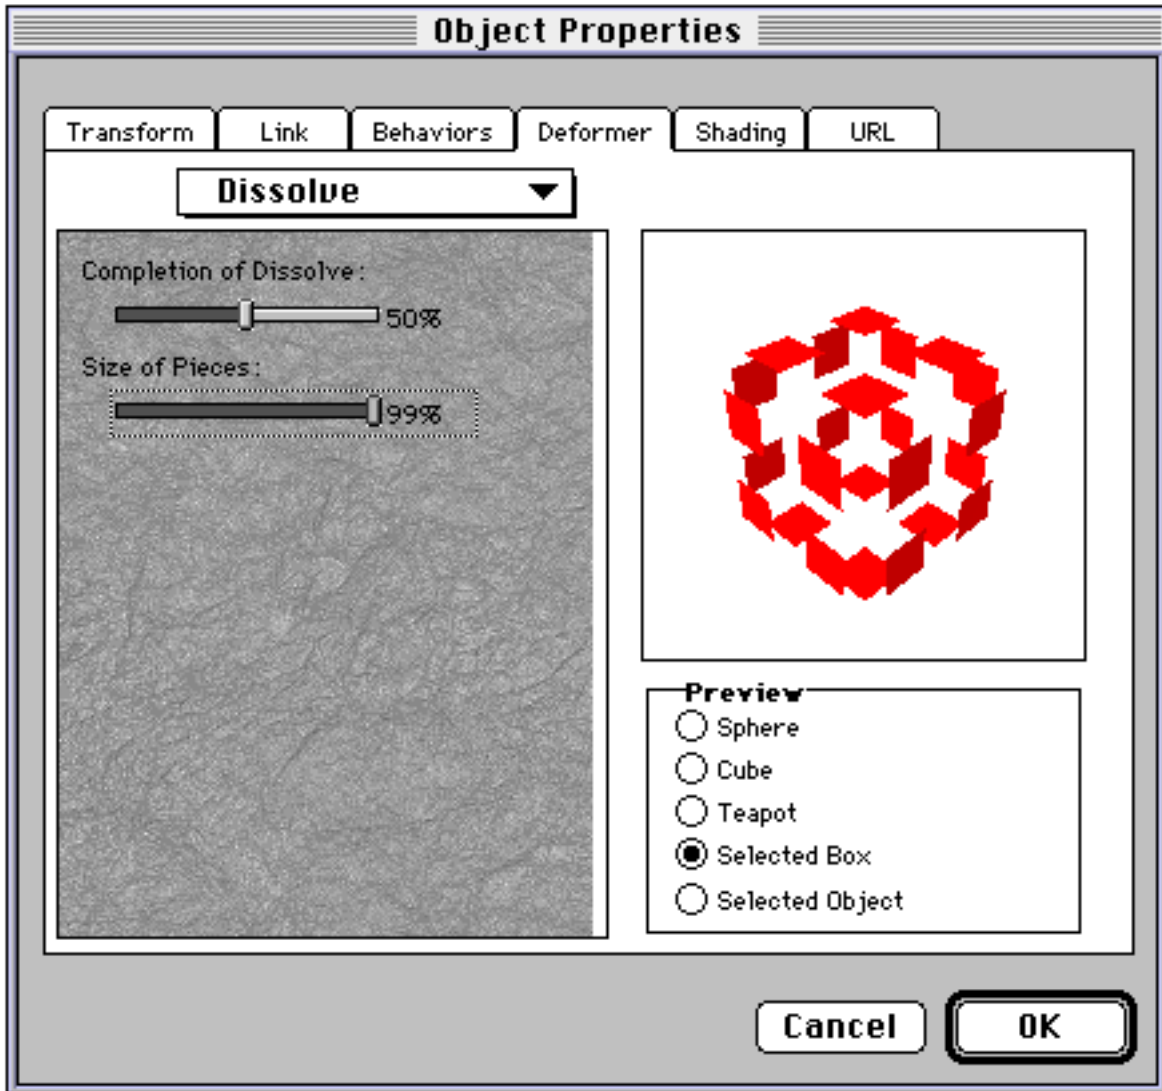 Object Properties
Transform Link Behaviors Deformer Shading URL
Dissolve
Completion of Dissolve:
50%
Size of Pieces:
99%
Preview
Sphere
Cube
Teapot
Selected Box
Selected Object
Cancel OK